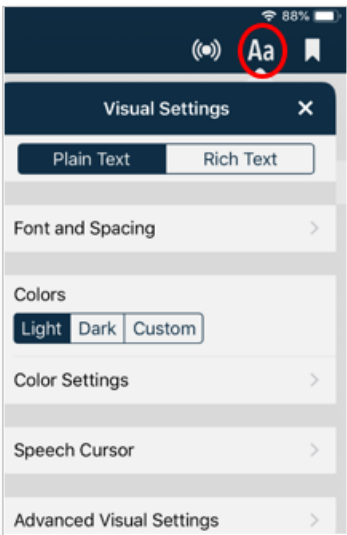 88%
Aa
Visual Settings ×
Plain Text Rich Text
Font and Spacing
Colors
Light Dark Custom
Color Settings
Speech Cursor
Advanced Visual Settings